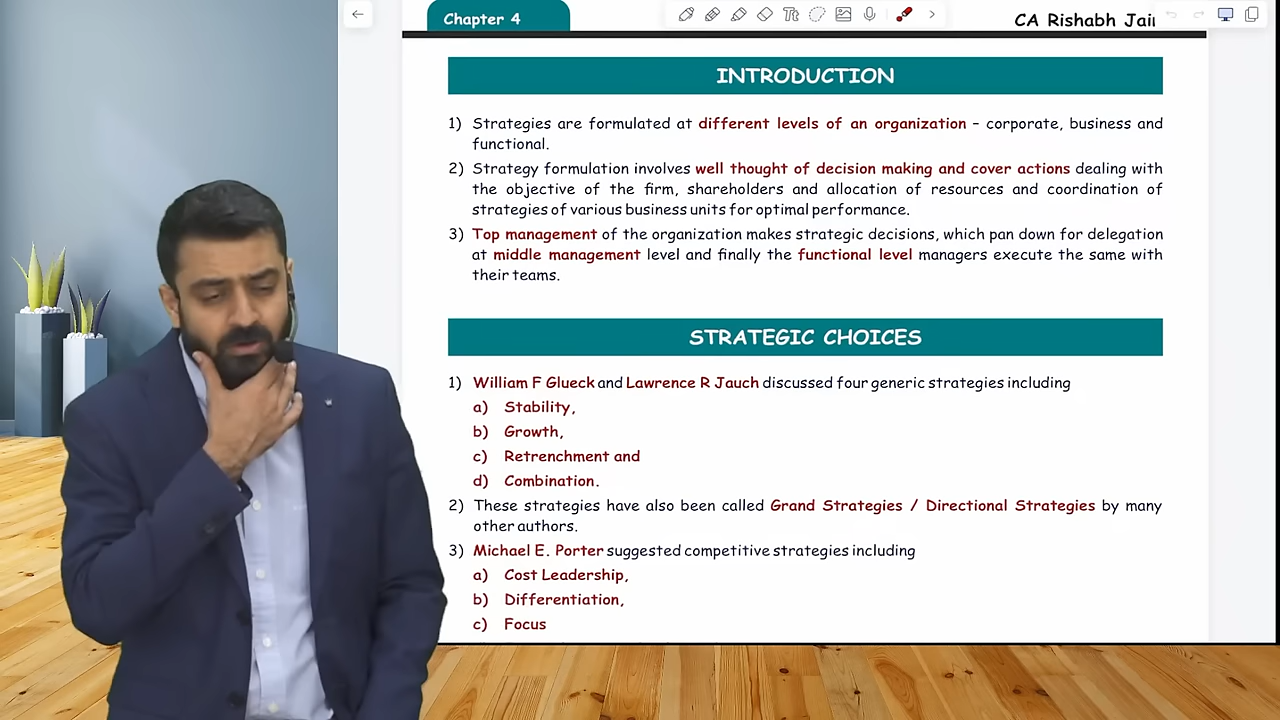 Chapter 4
CA Rishabh Jain
INTRODUCTION
1) Strategies are formulated at different levels of an organization – corporate, business and
functional.
2) Strategy formulation involves well thought of decision making and cover actions dealing with
the objective of the firm, shareholders and allocation of resources and coordination of
strategies of various business units for optimal performance.
3) Top management of the organization makes strategic decisions, which pan down for delegation
at middle management level and finally the functional level managers execute the same with
their teams.
STRATEGIC CHOICES
1) William F Glueck and Lawrence R Jauch discussed four generic strategies including
a) Stability,
b) Growth,
c) Retrenchment and
d) Combination.
2) These strategies have also been called Grand Strategies / Directional Strategies by many
other authors.
3) Michael E. Porter suggested competitive strategies including
a) Cost Leadership,
b) Differentiation,
c) Focus